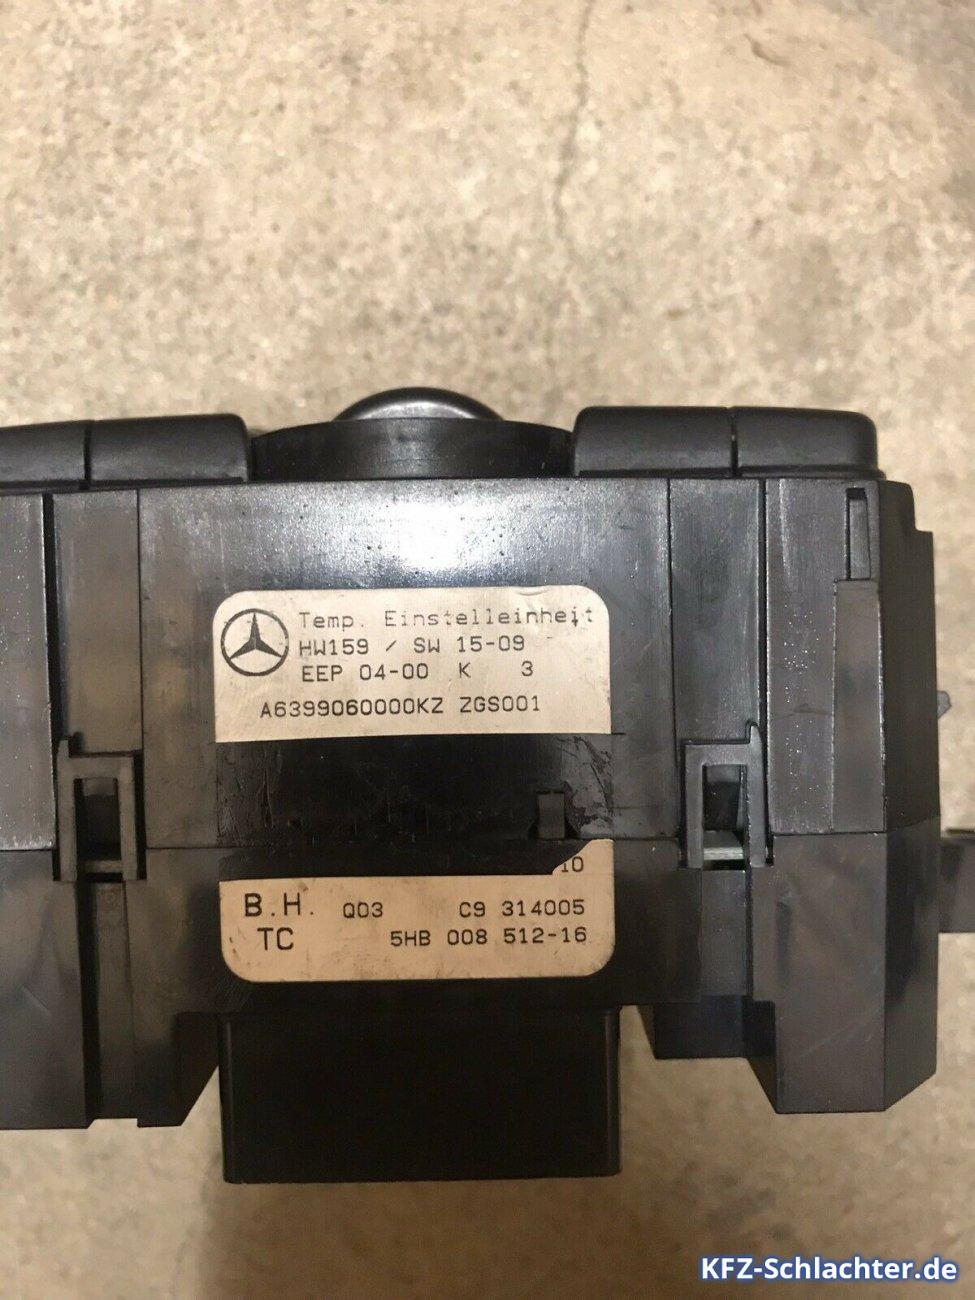 Temp. Einstelleinheit
HW159 / SW 15-09
EEP 04-00 K 3
A6399060000KZ ZGS001
10
B.H. Q03 C9 314005
TC 5HB 008 512-16
KFZ-Schlachter.de